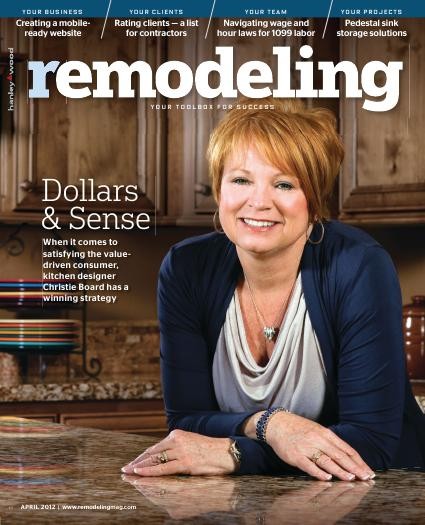 YOUR BUSINESS
Creating a mobile-
ready website
YOUR CLIENTS
Rating clients — a list
for contractors
YOUR TEAM
Navigating wage and
hour laws for 1099 labor
YOUR PROJECTS
Pedestal sink
storage solutions
hanley▲wood
remodeling
YOUR TOOLBOX FOR SUCCESS
Dollars
& Sense
When it comes to
satisfying the value-
driven consumer,
kitchen designer
Christie Board has a
winning strategy
APRIL 2012 | www.remodelingmag.com